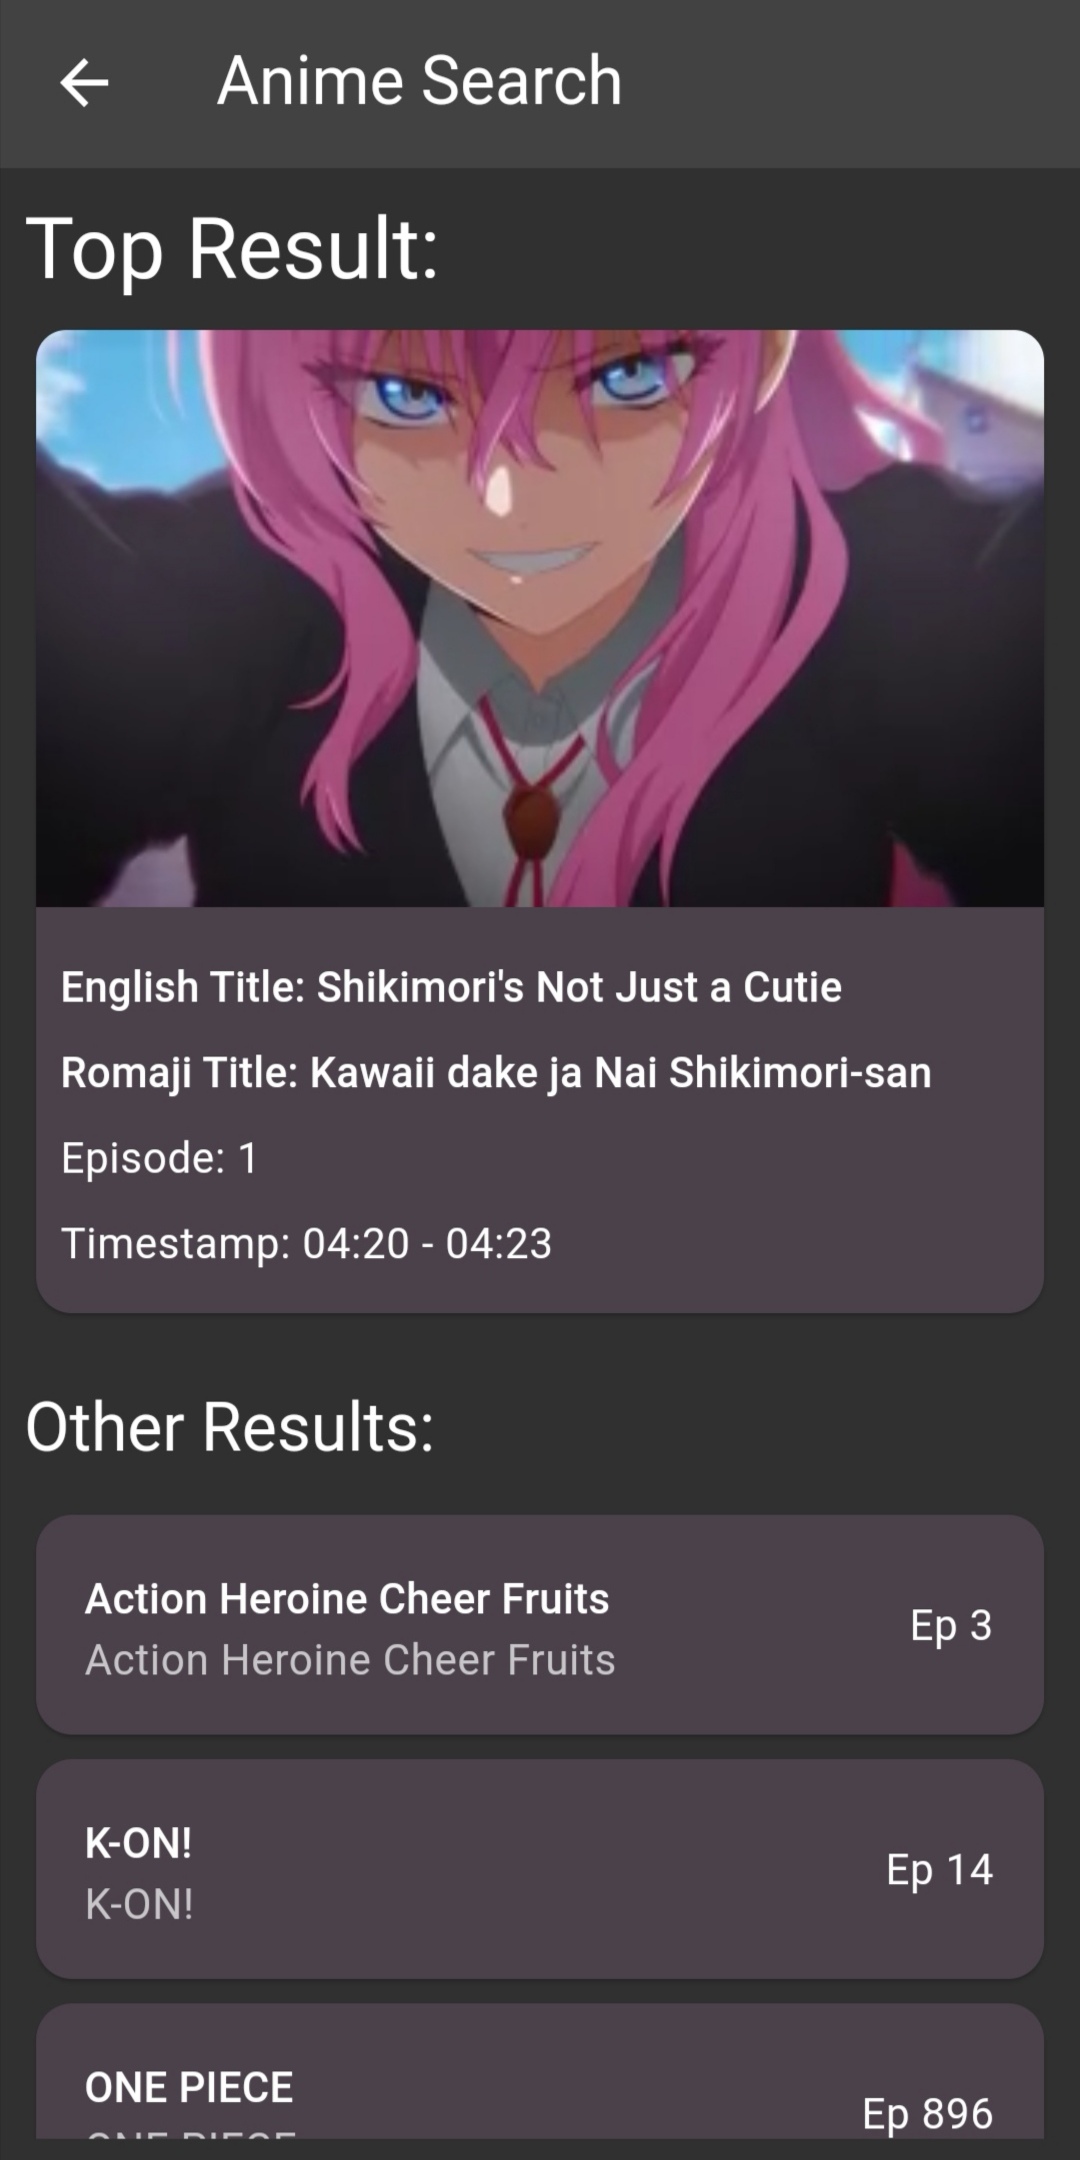 Anime Search
Top Result:
English Title: Shikimori's Not Just a Cutie
Romaji Title: Kawaii dake ja Nai Shikimori-san
Episode: 1
Timestamp: 04:20 - 04:23
Other Results:
Action Heroine Cheer Fruits
Action Heroine Cheer Fruits
Ep 3
K-ON!
K-ON!
Ep 14
ONE PIECE
Ep 896
ONE PIECE